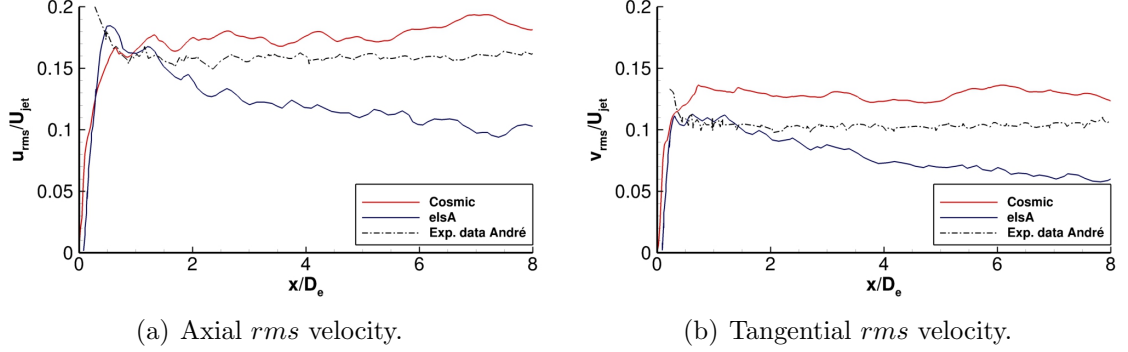 u_rms/U_jet
0.2
0.15
0.1
0.05
0
0 2 4 6 8
x/D_e
Cosmic
elsA
Exp. data André
(a) Axial rms velocity.
v_rms/U_jet
0.2
0.15
0.1
0.05
0
0 2 4 6 8
x/D_e
Cosmic
elsA
Exp. data André
(b) Tangential rms velocity.